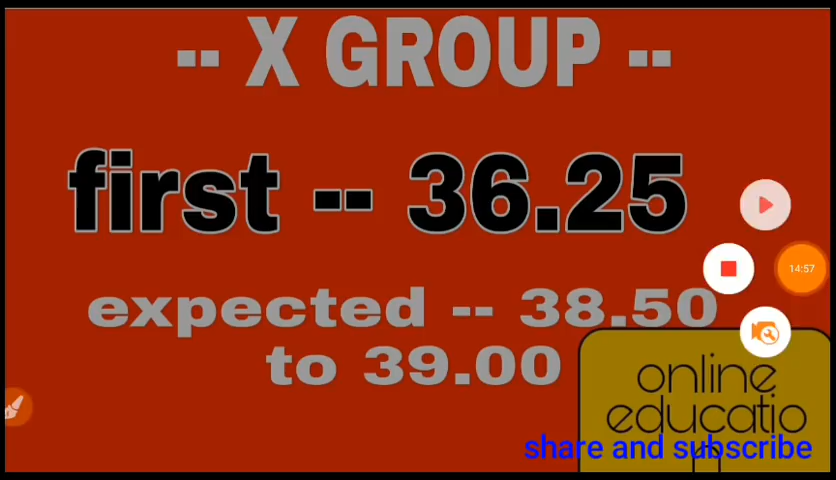 -- X GROUP --
first -- 36.25
14:57
expected -- 38.50
to 39.00
online
educatio
n
share and subscribe